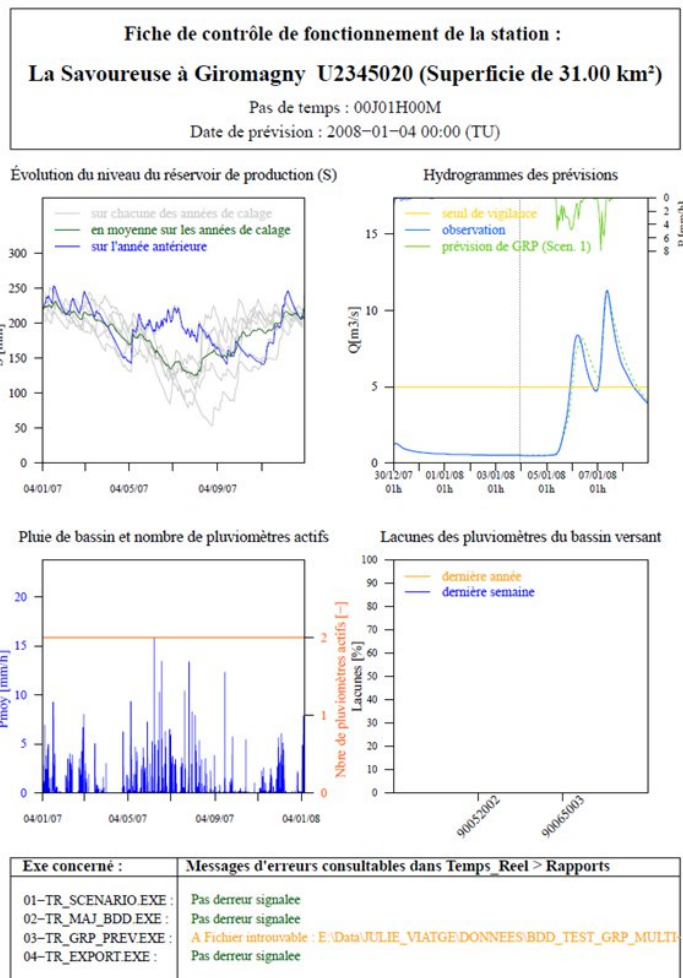 Fiche de contrôle de fonctionnement de la station :
La Savoureuse à Giromagny U2345020 (Superficie de 31.00 km²)
Pas de temps : 00J01H00M
Date de prévision : 2008−01−04 00:00 (TU)
Évolution du niveau du réservoir de production (S)
sur chacune des années de calage
en moyenne sur les années de calage
sur l'année antérieure
300
250
200
150
100
50
0
04/01/07
04/05/07
04/09/07
Hydrogrammes des prévisions
seuil de vigilance
observation
prévision de GRP (Scen. 1)
Q[m3/s]
15
10
5
0
0
2
4
6
8
P [mm/h]
30/12/07
01h
01/01/08
01h
03/01/08
01h
05/01/08
01h
07/01/08
01h
Pluie de bassin et nombre de pluviomètres actifs
Pmoy [mm/h]
20
15
10
5
0
2
1
0
Nbre de pluviomètres actifs [−]
04/01/07
04/05/07
04/09/07
04/01/08
Lacunes des pluviomètres du bassin versant
dernière année
dernière semaine
Lacunes [%]
100
90
80
70
60
50
40
30
20
10
0
90052002
90065003
Exe concerné : Messages d'erreurs consultables dans Temps_Reel > Rapports
01−TR_SCENARIO.EXE : Pas derreur signalee
02−TR_MAJ_BDD.EXE : Pas derreur signalee
03−TR_GRP_PREV.EXE : A Fichier introuvable : E:\Data\JULIE_VIATGE\DONNEES\BDD_TEST_GRP_MULTI
04−TR_EXPORT.EXE : Pas derreur signalee